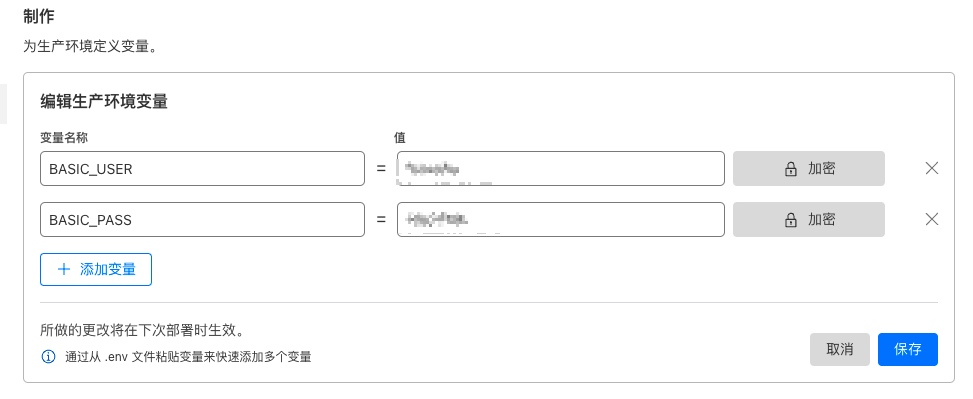 制作
为生产环境定义变量。
编辑生产环境变量
变量名称 值
BASIC_USER = 加密
BASIC_PASS = 加密
添加变量
所做的更改将在下次部署时生效。
通过从 .env 文件粘贴变量来快速添加多个变量
取消 保存